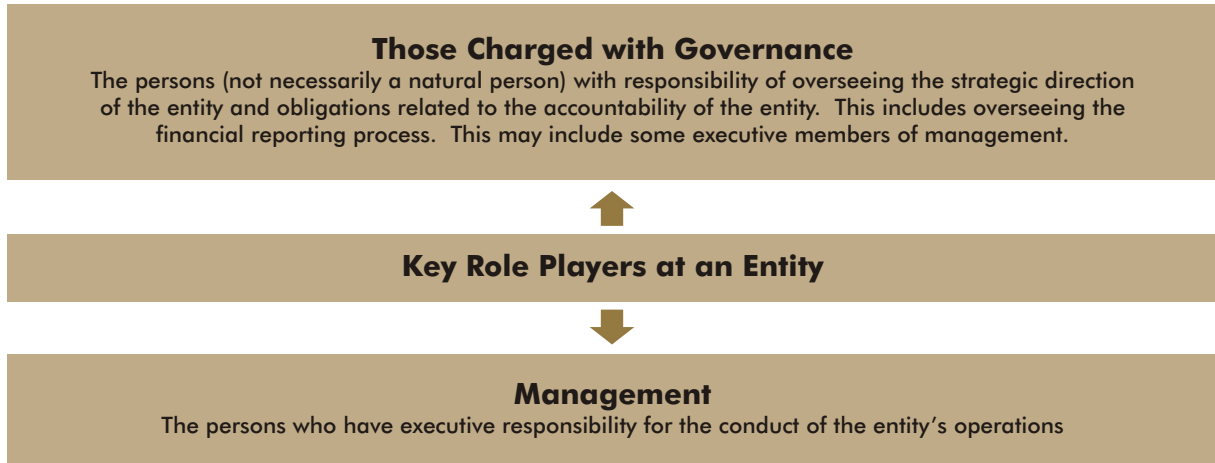 Those Charged with Governance
The persons (not necessarily a natural person) with responsibility of overseeing the strategic direction
of the entity and obligations related to the accountability of the entity.  This includes overseeing the
financial reporting process.  This may include some executive members of management.
Key Role Players at an Entity
Management
The persons who have executive responsibility for the conduct of the entity's operations